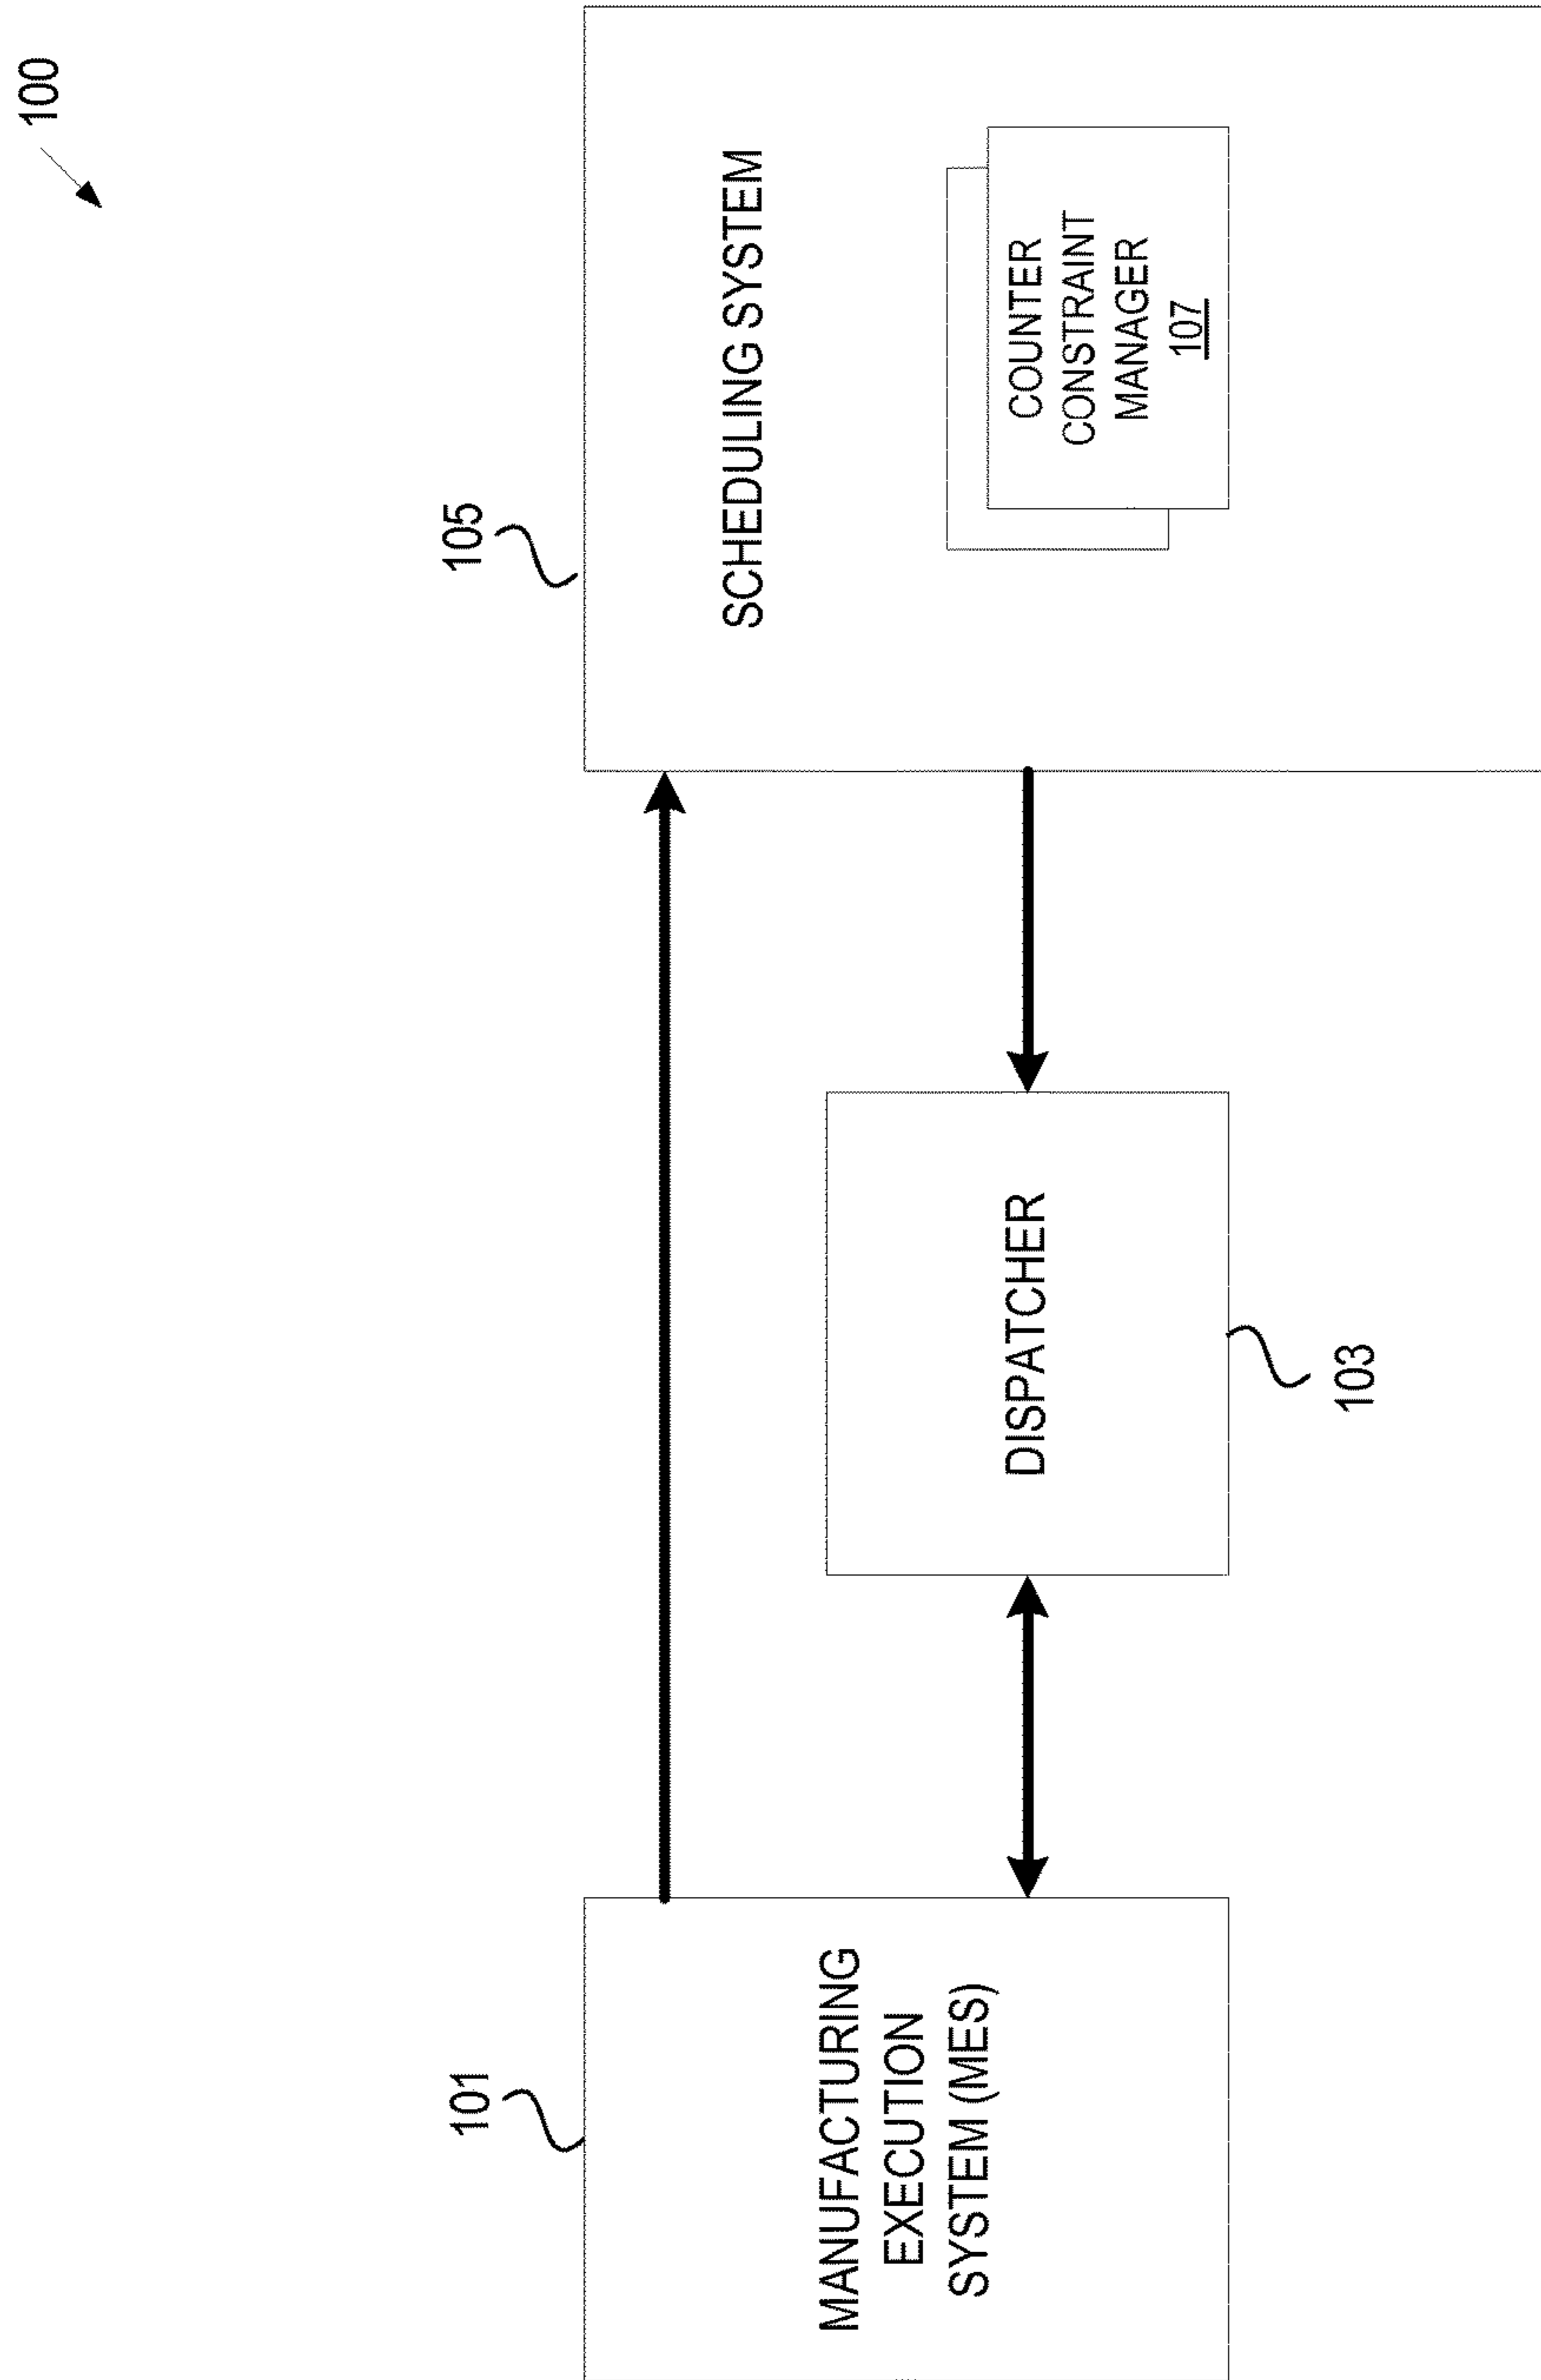 100
105
SCHEDULING SYSTEM
COUNTER
CONSTRAINT
MANAGER
107
DISPATCHER
103
101
MANUFACTURING
EXECUTION
SYSTEM (MES)